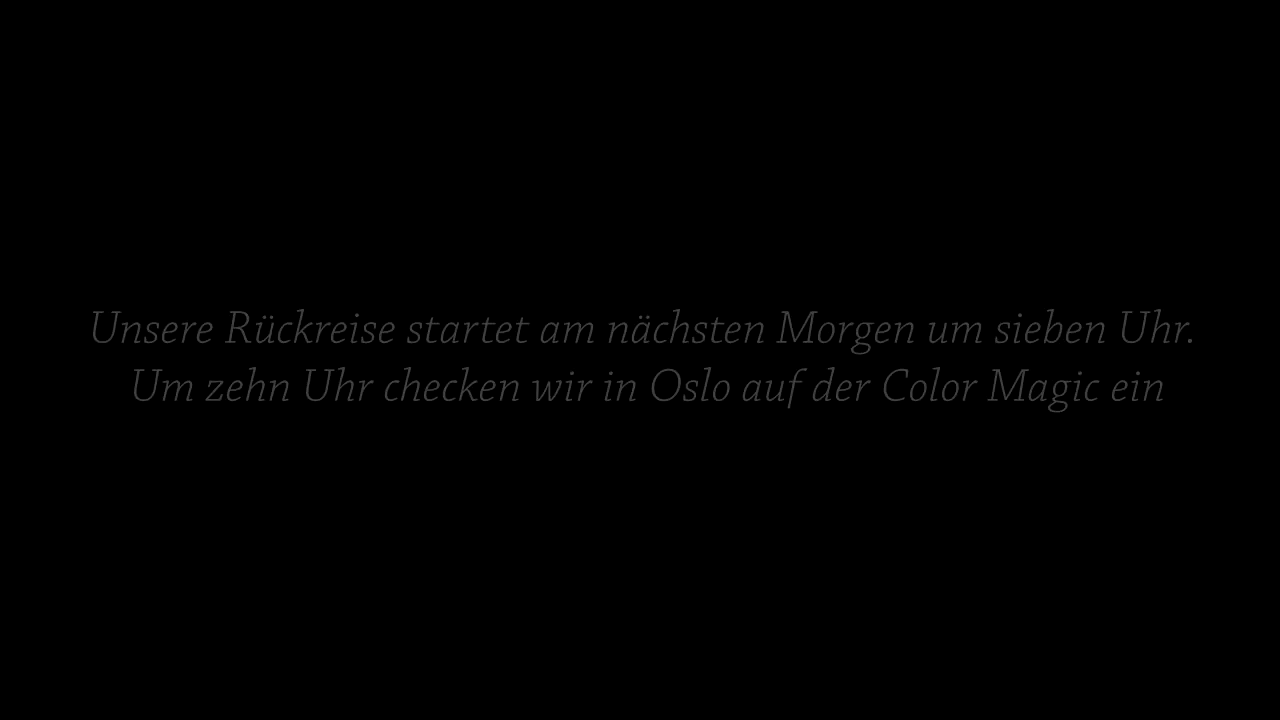 Unsere Rückreise startet am nächsten Morgen um sieben Uhr.
Um zehn Uhr checken wir in Oslo auf der Color Magic ein